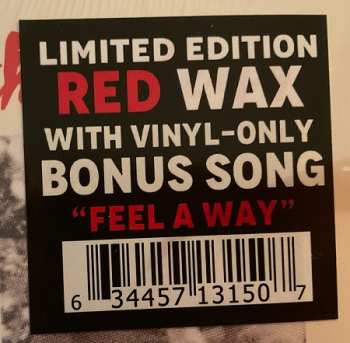 LIMITED EDITION
RED WAX
WITH VINYL-ONLY
BONUS SONG
"FEEL A WAY"
6 34457 13150 7